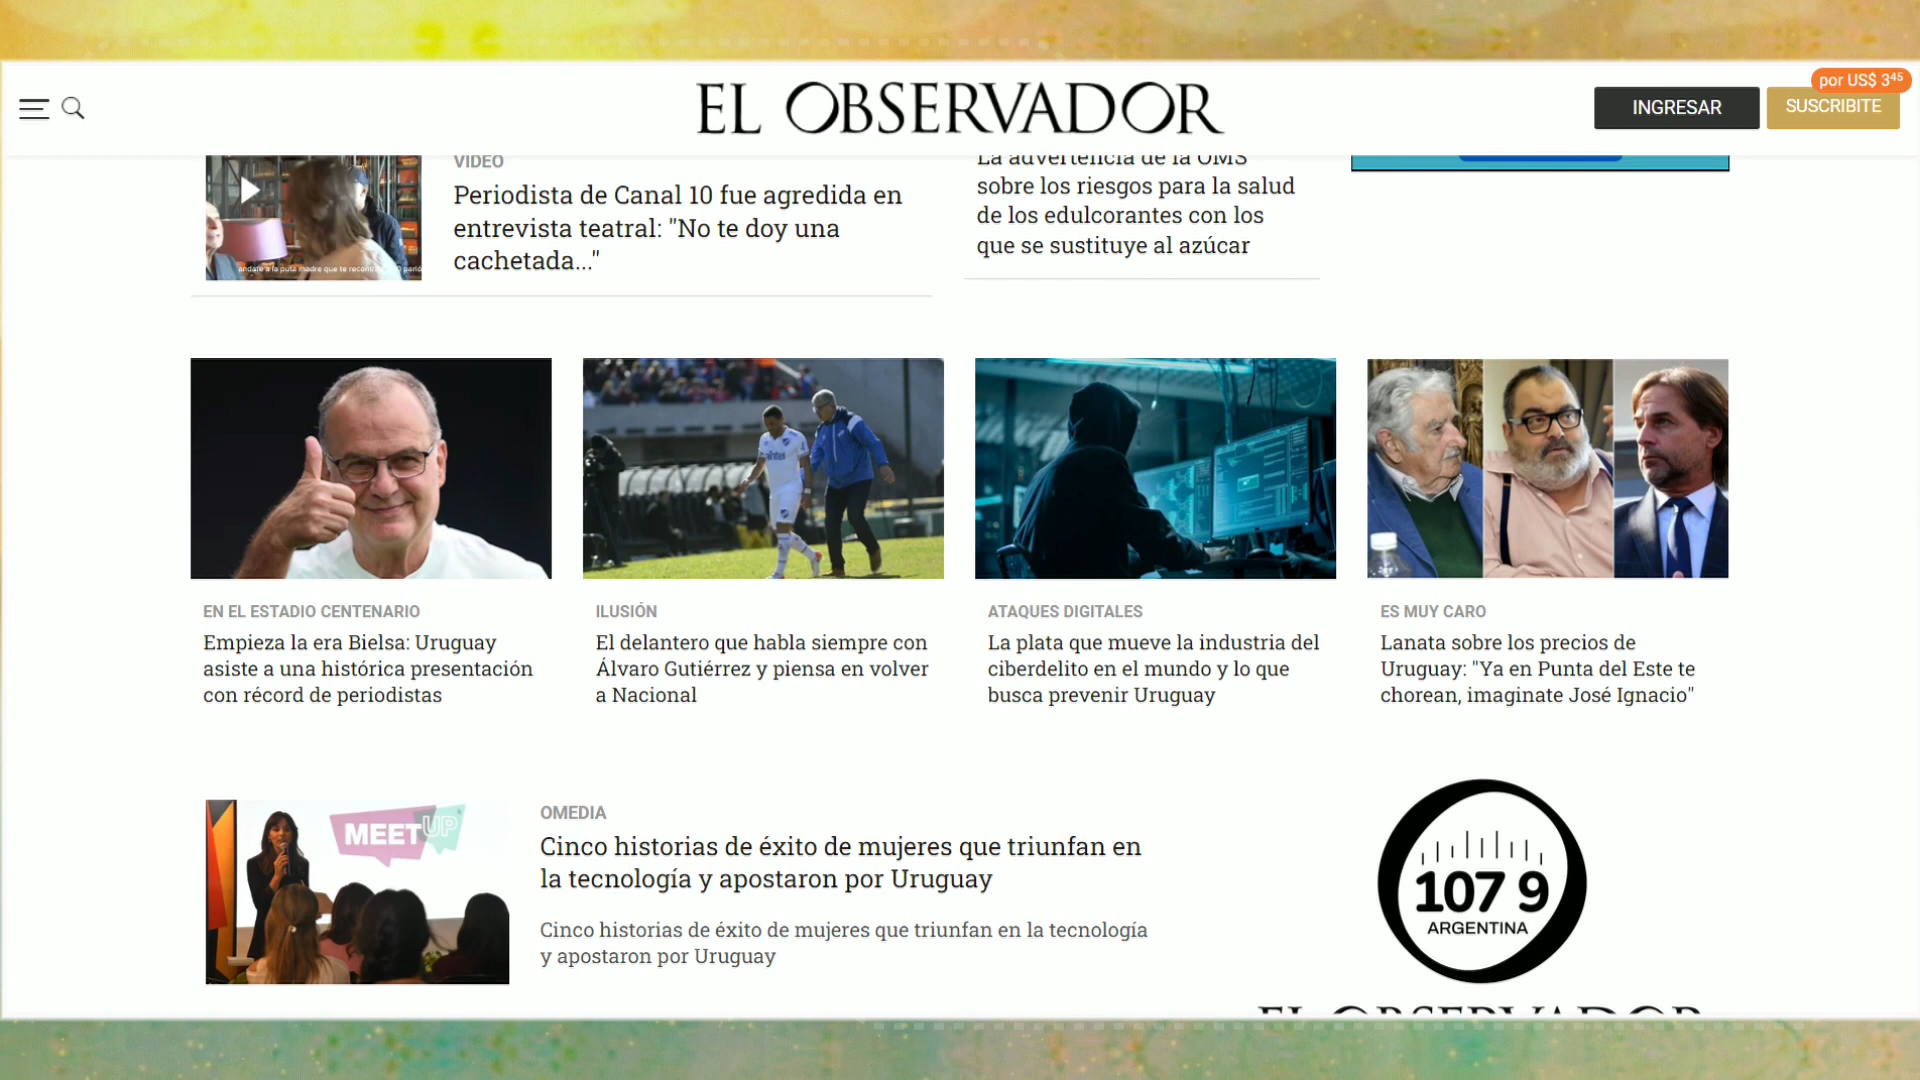 EL OBSERVADOR
INGRESAR
por US$ 3⁴⁵
SUSCRIBITE
VIDEO
Periodista de Canal 10 fue agredida en
entrevista teatral: "No te doy una
cachetada..."
La advertencia de la OMS
sobre los riesgos para la salud
de los edulcorantes con los
que se sustituye al azúcar
EN EL ESTADIO CENTENARIO
Empieza la era Bielsa: Uruguay
asiste a una histórica presentación
con récord de periodistas
ILUSIÓN
El delantero que habla siempre con
Álvaro Gutiérrez y piensa en volver
a Nacional
ATAQUES DIGITALES
La plata que mueve la industria del
ciberdelito en el mundo y lo que
busca prevenir Uruguay
ES MUY CARO
Lanata sobre los precios de
Uruguay: "Ya en Punta del Este te
chorean, imaginate José Ignacio"
MEETUP
OMEDIA
Cinco historias de éxito de mujeres que triunfan en
la tecnología y apostaron por Uruguay
Cinco historias de éxito de mujeres que triunfan en la tecnología
y apostaron por Uruguay
107 9
ARGENTINA
EL OBSERVADOR